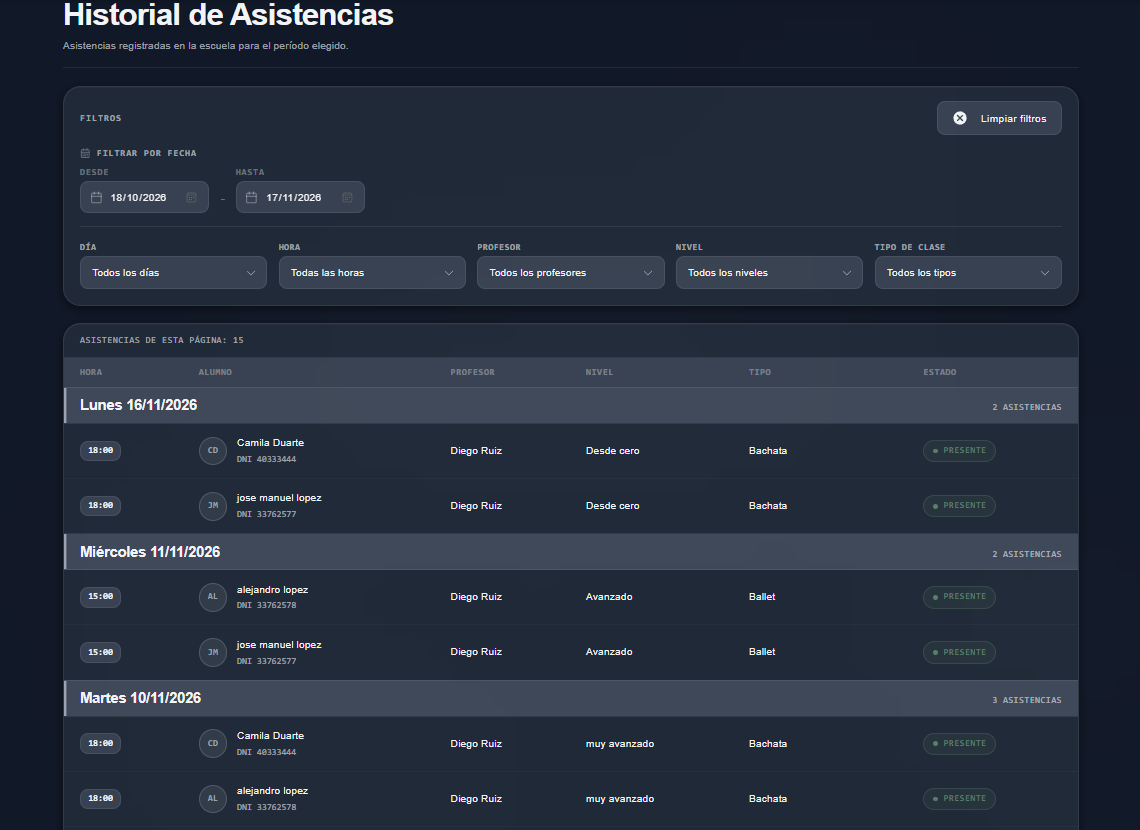 Historial de Asistencias
Asistencias registradas en la escuela para el período elegido.
FILTROS
Limpiar filtros
FILTRAR POR FECHA
DESDE HASTA
18/10/2026 - 17/11/2026
DÍA HORA PROFESOR NIVEL TIPO DE CLASE
Todos los días Todas las horas Todos los profesores Todos los niveles Todos los tipos
ASISTENCIAS DE ESTA PÁGINA: 15
HORA ALUMNO PROFESOR NIVEL TIPO ESTADO
Lunes 16/11/2026 2 ASISTENCIAS
18:00 CD Camila Duarte Diego Ruiz Desde cero Bachata PRESENTE
DNI 40333444
18:00 JM jose manuel lopez Diego Ruiz Desde cero Bachata PRESENTE
DNI 33762577
Miércoles 11/11/2026 2 ASISTENCIAS
15:00 AL alejandro lopez Diego Ruiz Avanzado Ballet PRESENTE
DNI 33762578
15:00 JM jose manuel lopez Diego Ruiz Avanzado Ballet PRESENTE
DNI 33762577
Martes 10/11/2026 3 ASISTENCIAS
18:00 CD Camila Duarte Diego Ruiz muy avanzado Bachata PRESENTE
DNI 40333444
18:00 AL alejandro lopez Diego Ruiz muy avanzado Bachata PRESENTE
DNI 33762578